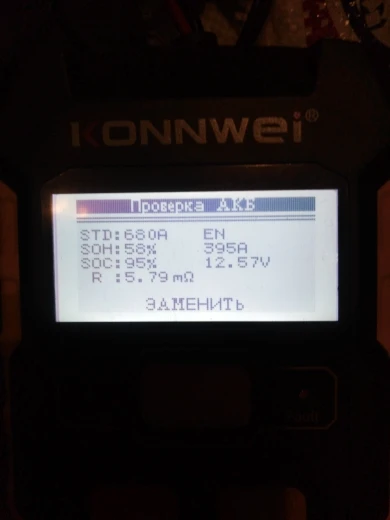 KONNWEI®
Проверка АКБ
STD:680A EN
SOH:58% 395A
SOC:95% 12.57V
R :5.79mΩ
ЗАМЕНИТЬ